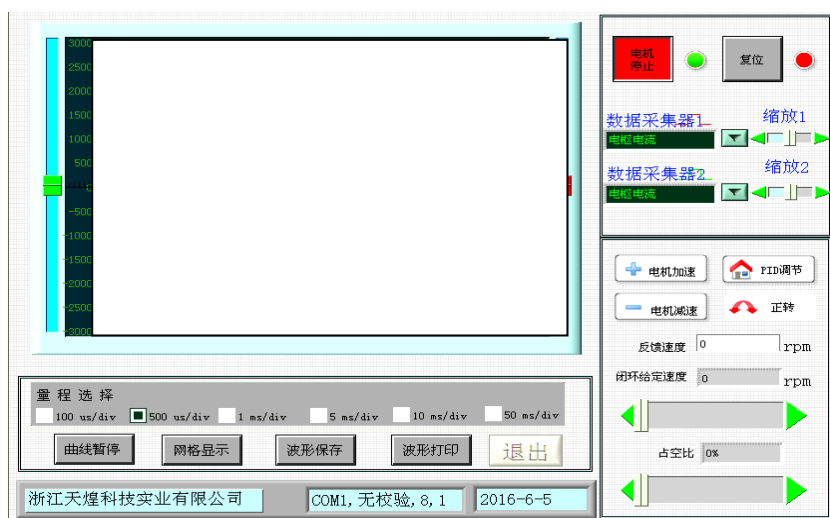 3000
2500
2000
1500
1000
500
0
-500
-1000
-1500
-2000
-2500
-3000
电机停止
复位
数据采集器1
缩放1
电枢电流
数据采集器2
缩放2
电枢电流
电机加速
PID调节
电机减速
正转
反馈速度 0 rpm
闭环给定速度 0 rpm
占空比 0%
量程选择
100 us/div 500 us/div 1 ms/div 5 ms/div 10 ms/div 50 ms/div
曲线暂停 网格显示 波形保存 波形打印 退出
浙江天煌科技实业有限公司 COM1,无校验,8,1 2016-6-5